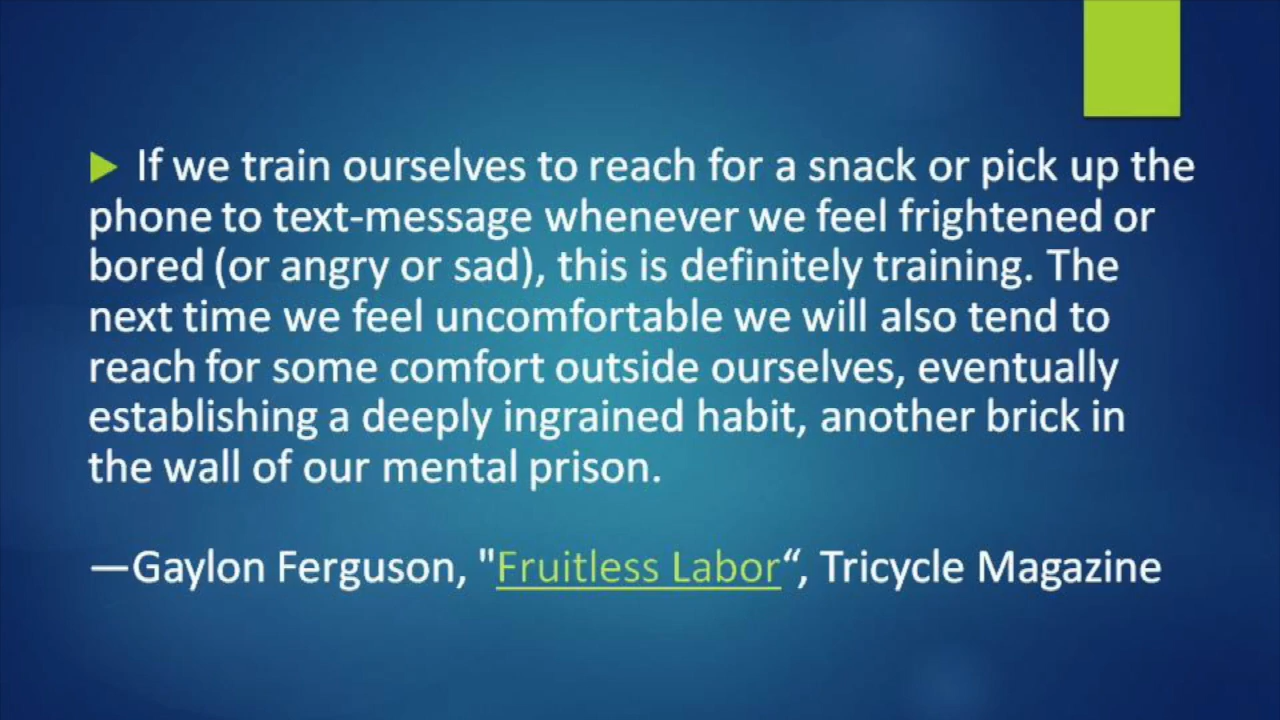 If we train ourselves to reach for a snack or pick up the
phone to text-message whenever we feel frightened or
bored (or angry or sad), this is definitely training. The
next time we feel uncomfortable we will also tend to
reach for some comfort outside ourselves, eventually
establishing a deeply ingrained habit, another brick in
the wall of our mental prison.
—Gaylon Ferguson, "Fruitless Labor“, Tricycle Magazine